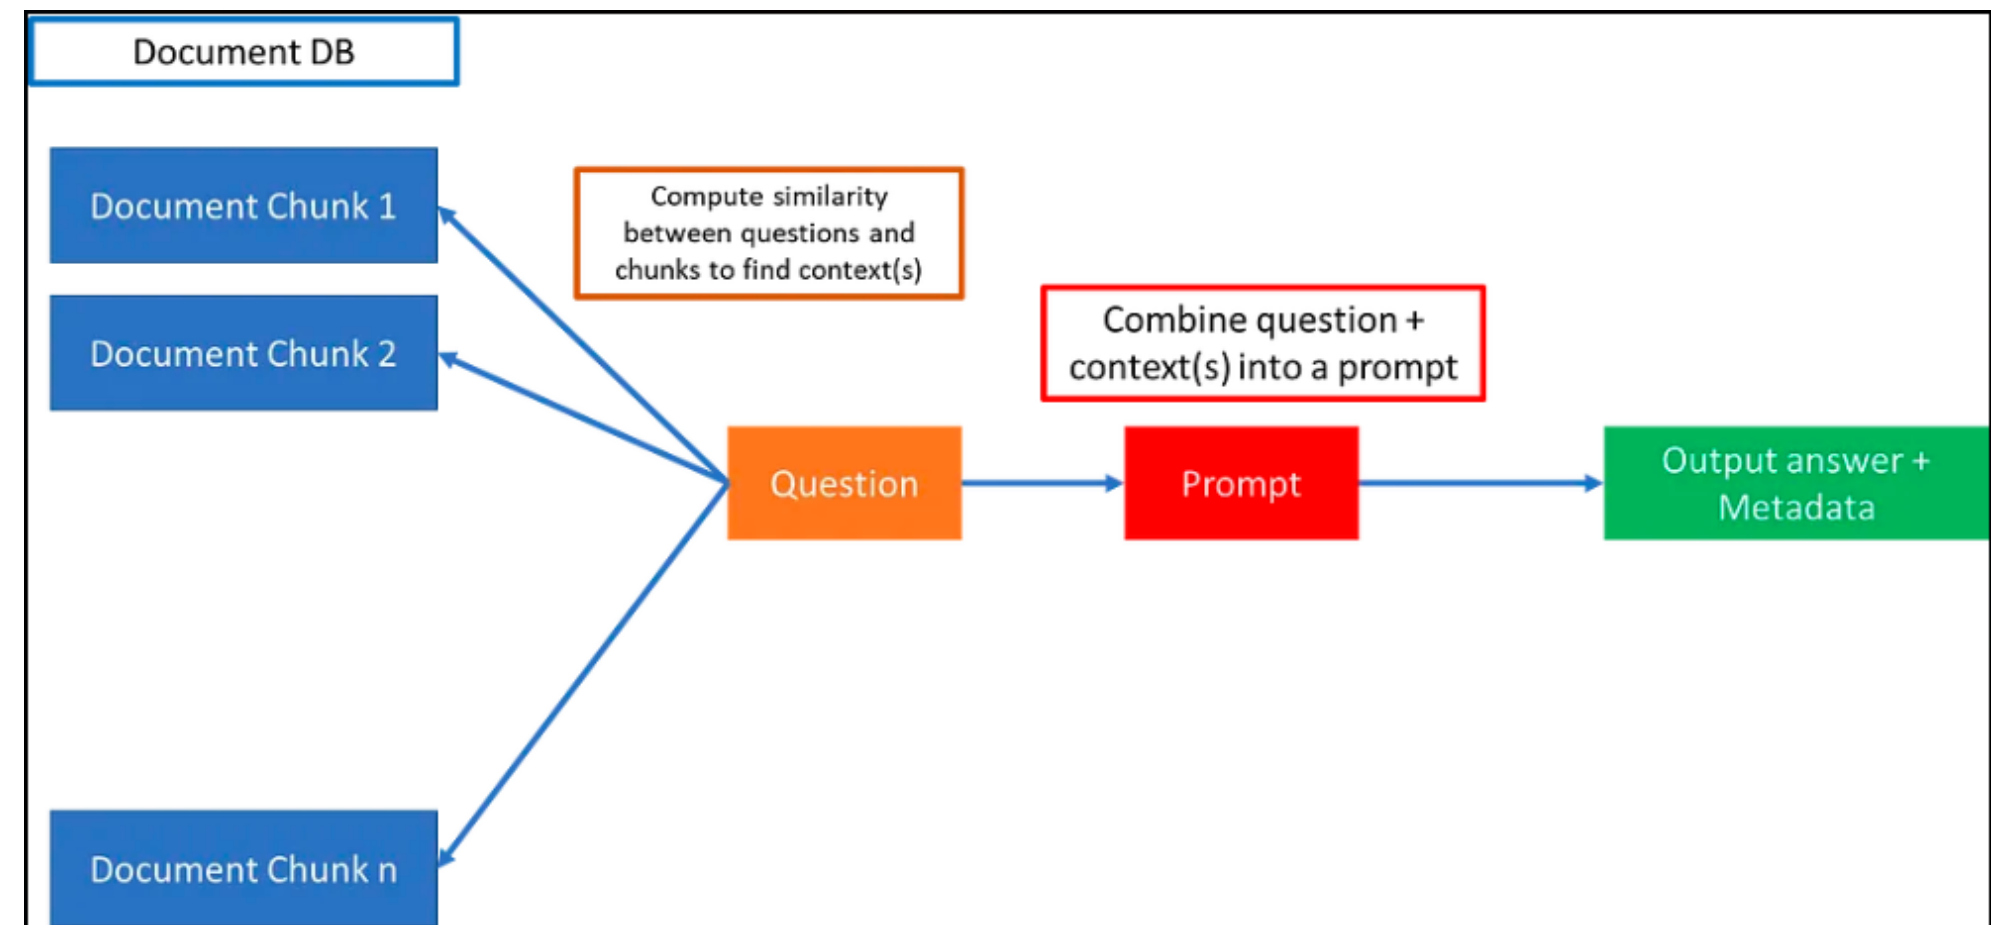 Document DB
Document Chunk 1
Document Chunk 2
Document Chunk n
Compute similarity
between questions and
chunks to find context(s)
Question
Combine question +
context(s) into a prompt
Prompt
Output answer +
Metadata